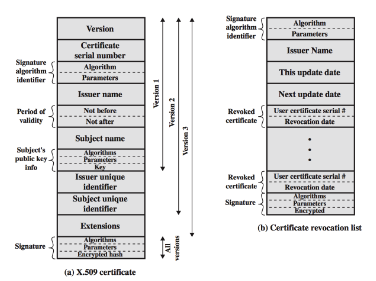 Version
Certificate
serial number
Signature
algorithm
identifier
Algorithm
Parameters
Issuer name
Period of
validity
Not before
Not after
Subject name
Subject's
public key
info
Algorithms
Parameters
Key
Issuer unique
identifier
Subject unique
identifier
Extensions
Signature
Algorithms
Parameters
Encrypted hash
Version 1
Version 2
Version 3
All
versions
(a) X.509 certificate
Signature
algorithm
identifier
Algorithm
Parameters
Issuer Name
This update date
Next update date
Revoked
certificate
User certificate serial #
Revocation date
Revoked
certificate
User certificate serial #
Revocation date
Signature
Algorithms
Parameters
Encrypted
(b) Certificate revocation list